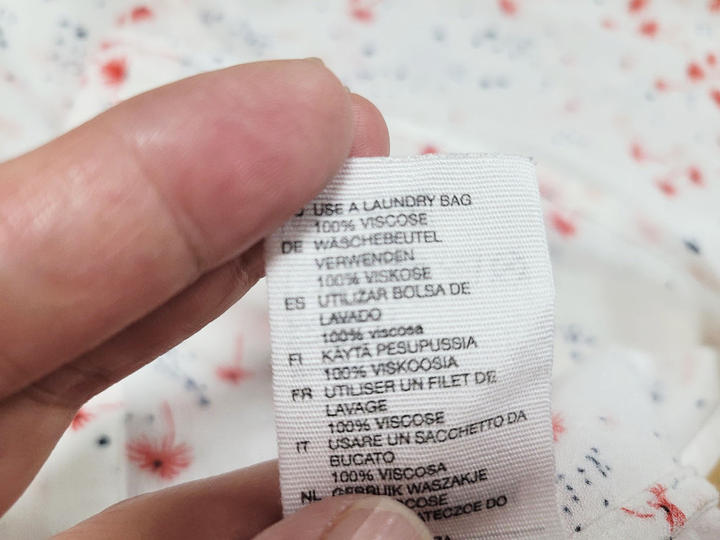 USE A LAUNDRY BAG
100% VISCOSE
DE WÄSCHEBEUTEL
VERWENDEN
100% VISKOSE
ES UTILIZAR BOLSA DE
LAVADO
100% viscosa
FI KÄYTÄ PESUPUSSIA
100% VISKOOSIA
FR UTILISER UN FILET DE
LAVAGE
100% VISCOSE
IT USARE UN SACCHETTO DA
BUCATO
100% VISCOSA
NL GEBRUIK WASZAKJE
DO